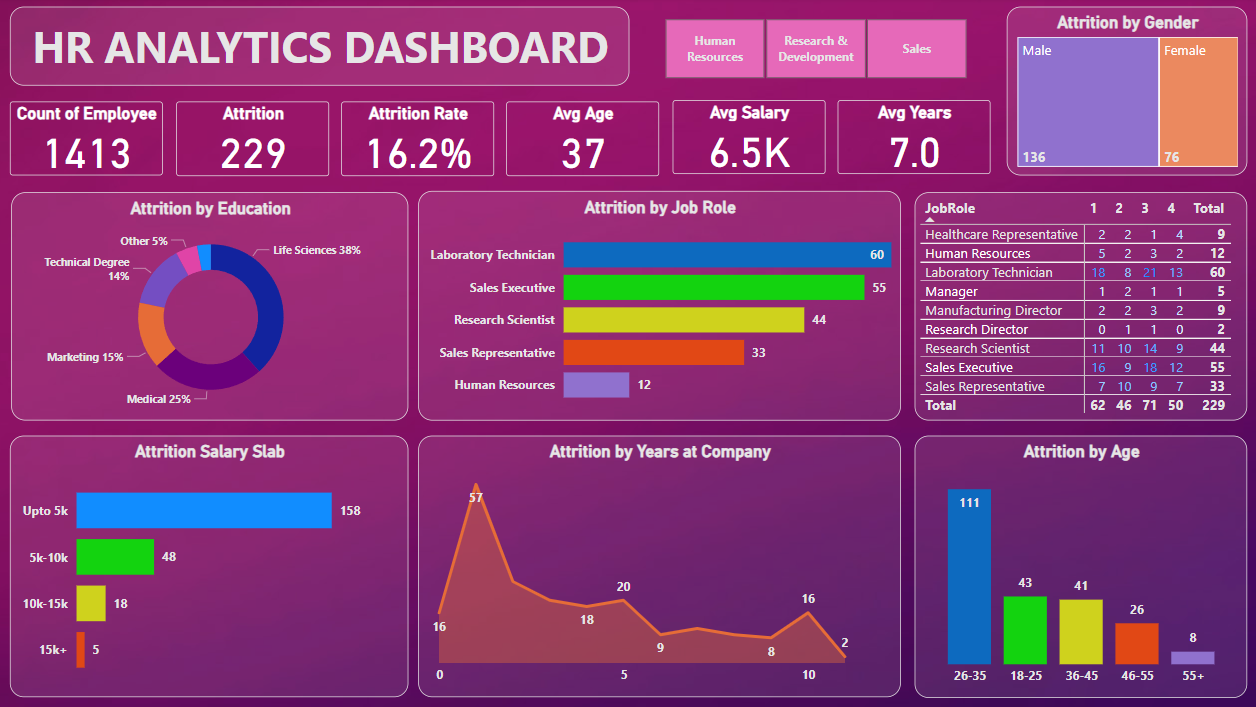 HR ANALYTICS DASHBOARD
Human
Resources
Research &
Development
Sales
Attrition by Gender
Male
Female
136
76
Count of Employee
1413
Attrition
229
Attrition Rate
16.2%
Avg Age
37
Avg Salary
6.5K
Avg Years
7.0
Attrition by Education
Other 5%
Life Sciences 38%
Technical Degree
14%
Marketing 15%
Medical 25%
Attrition by Job Role
Laboratory Technician 60
Sales Executive 55
Research Scientist 44
Sales Representative 33
Human Resources 12
JobRole 1 2 3 4 Total
Healthcare Representative 2 2 1 4 9
Human Resources 5 2 3 2 12
Laboratory Technician 18 8 21 13 60
Manager 1 2 1 1 5
Manufacturing Director 2 2 3 2 9
Research Director 0 1 1 0 2
Research Scientist 11 10 14 9 44
Sales Executive 16 9 18 12 55
Sales Representative 7 10 9 7 33
Total 62 46 71 50 229
Attrition Salary Slab
Upto 5k 158
5k-10k 48
10k-15k 18
15k+ 5
Attrition by Years at Company
57
16
18
20
9
8
16
2
0 5 10
Attrition by Age
111
43
41
26
8
26-35 18-25 36-45 46-55 55+